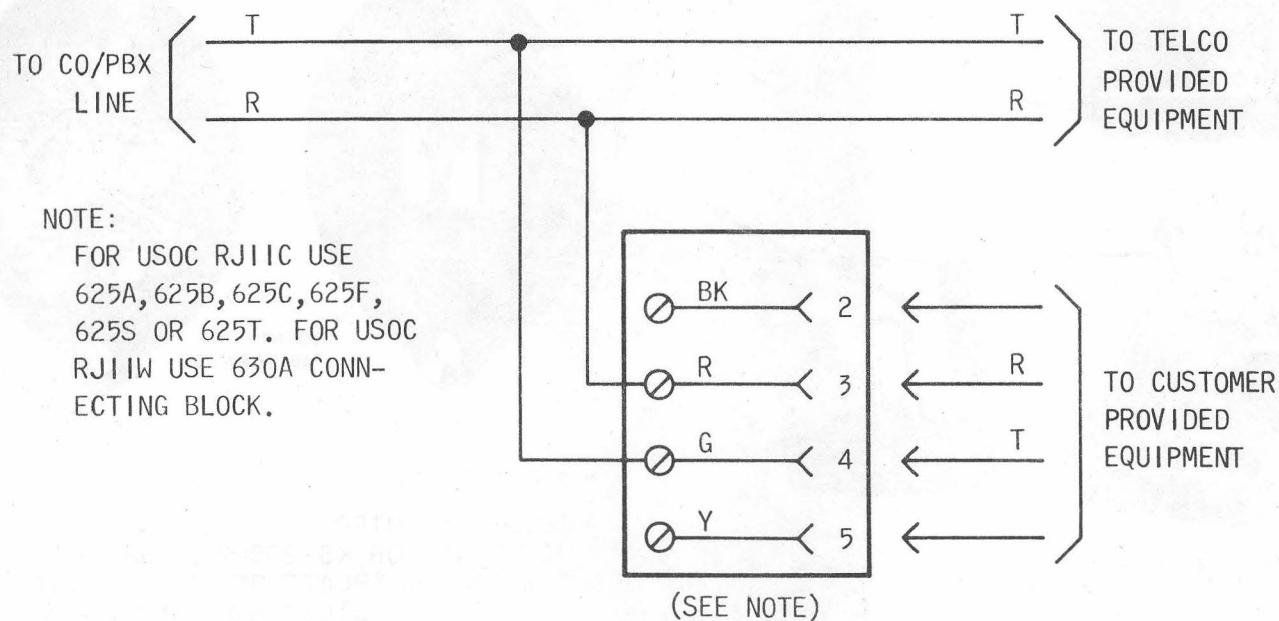 T
T
TO CO/PBX
LINE
R
R
TO TELCO
PROVIDED
EQUIPMENT
NOTE:
FOR USOC RJ11C USE
625A, 625B, 625C, 625F,
625S OR 625T. FOR USOC
RJ11W USE 630A CONN-
ECTING BLOCK.
BK 2
R 3 R
G 4 T
Y 5
TO CUSTOMER
PROVIDED
EQUIPMENT
(SEE NOTE)